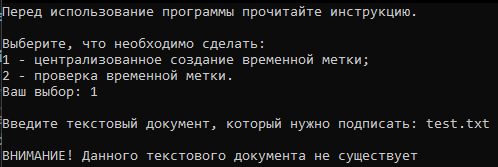 Перед использование программы прочитайте инструкцию.
Выберите, что необходимо сделать:
1 - централизованное создание временной метки;
2 - проверка временной метки.
Ваш выбор: 1
Введите текстовый документ, который нужно подписать: test.txt
ВНИМАНИЕ! Данного текстового документа не существует